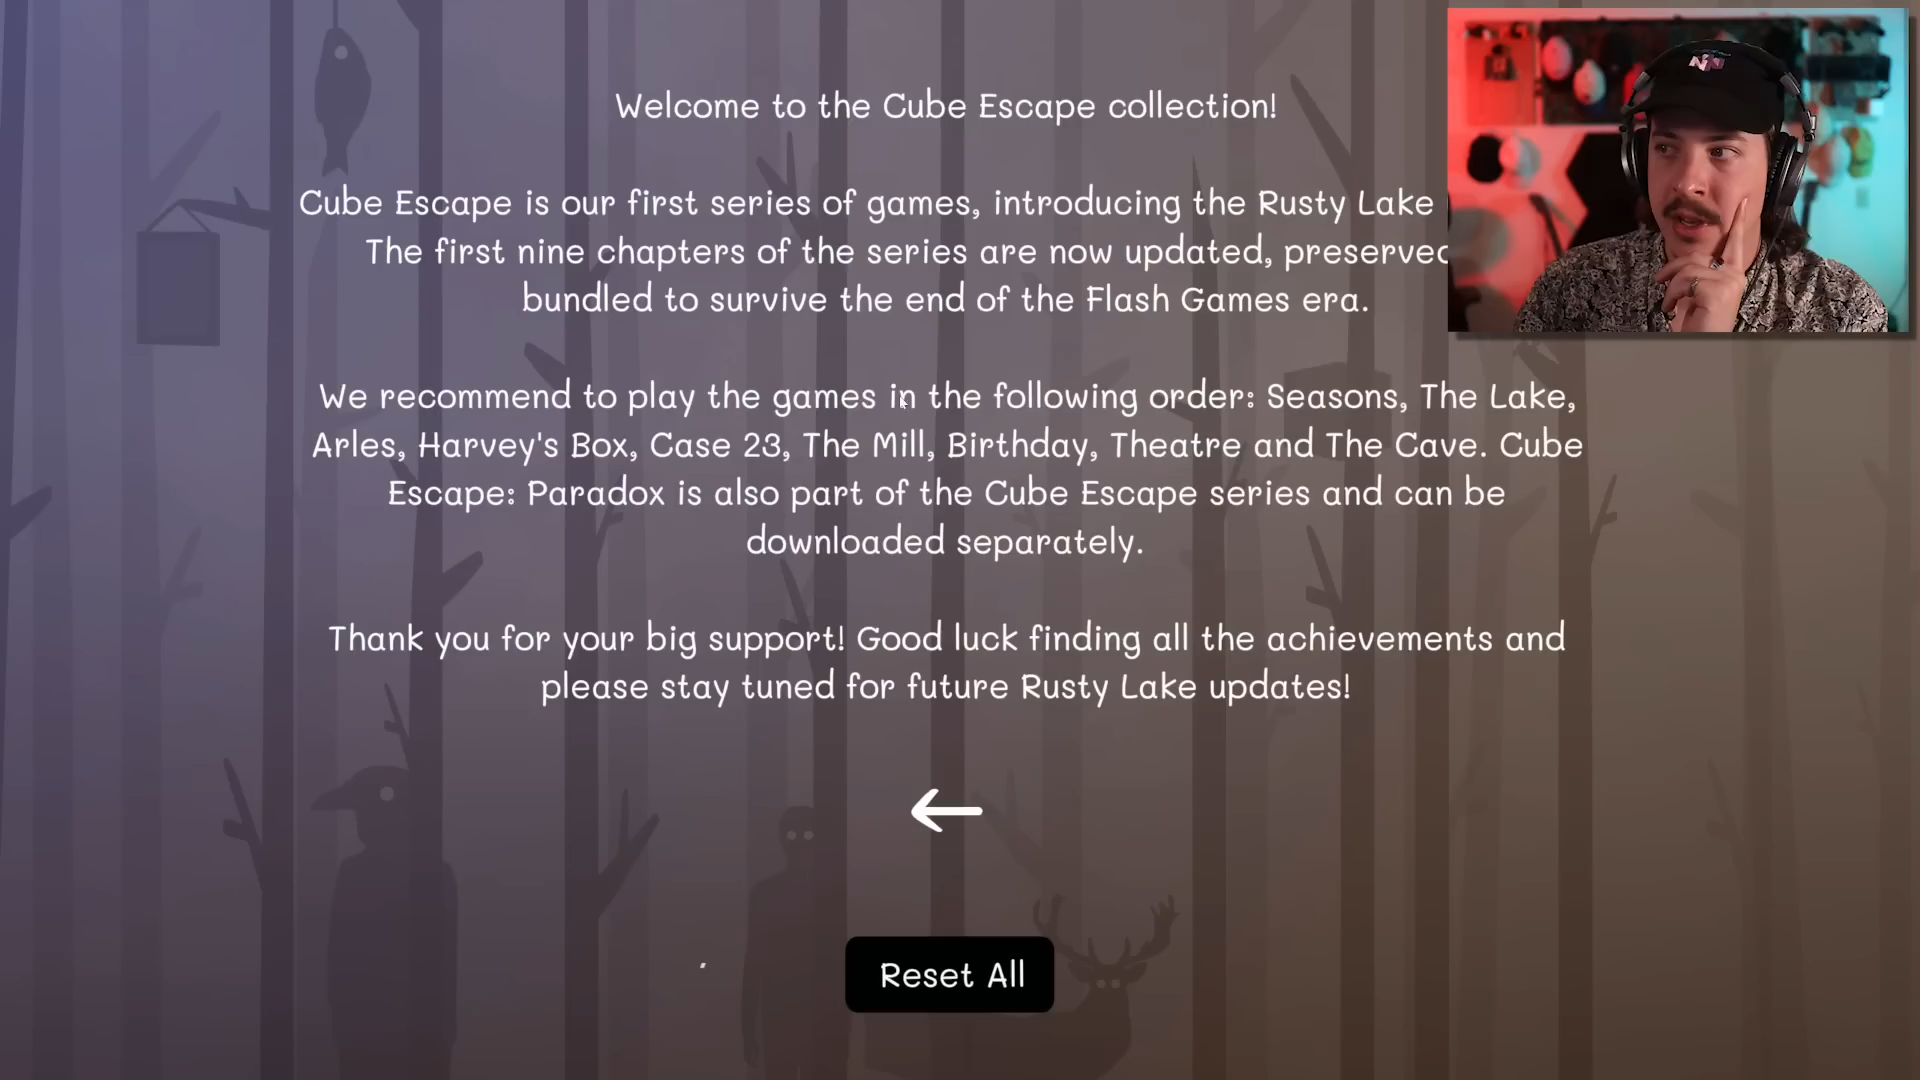 Welcome to the Cube Escape collection!
Cube Escape is our first series of games, introducing the Rusty Lake
The first nine chapters of the series are now updated, preserved
bundled to survive the end of the Flash Games era.
We recommend to play the games in the following order: Seasons, The Lake,
Arles, Harvey's Box, Case 23, The Mill, Birthday, Theatre and The Cave. Cube
Escape: Paradox is also part of the Cube Escape series and can be
downloaded separately.
Thank you for your big support! Good luck finding all the achievements and
please stay tuned for future Rusty Lake updates!
Reset All